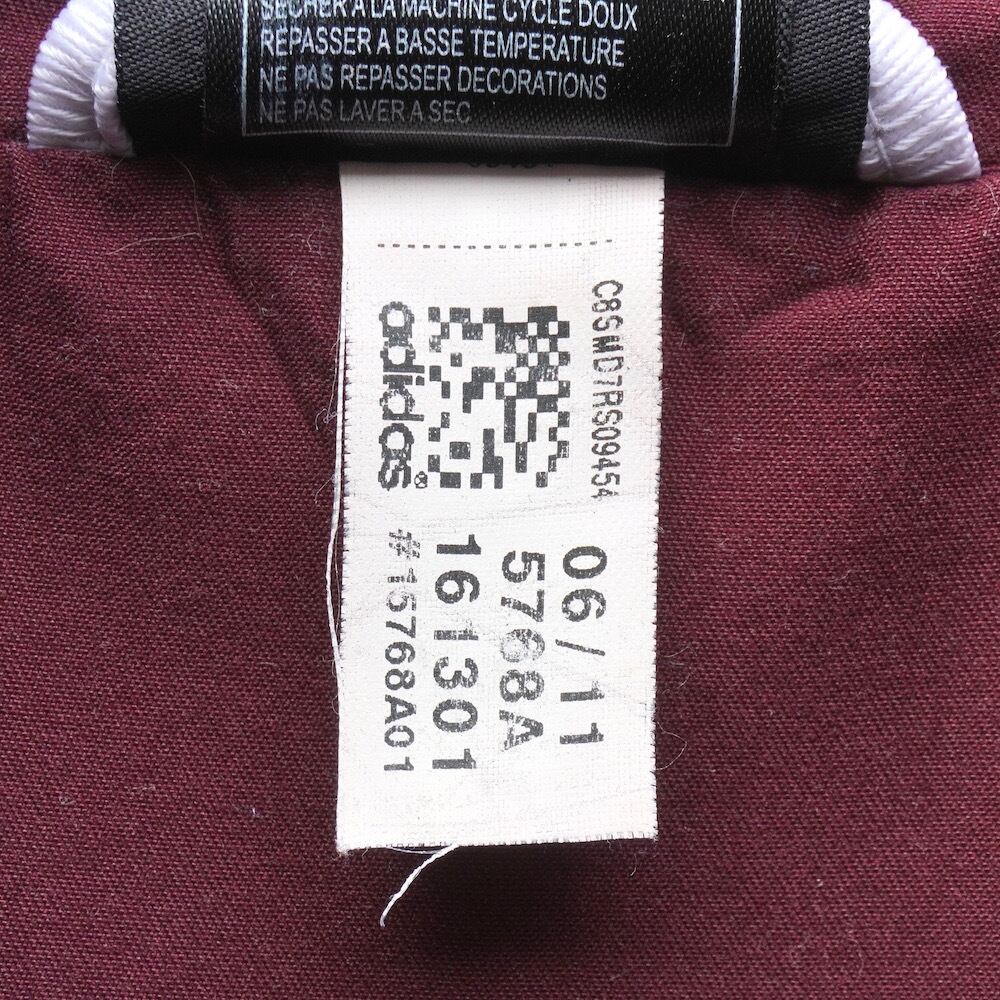 SECHER A LA MACHINE CYCLE DOUX
REPASSER A BASSE TEMPERATURE
NE PAS REPASSER DECORATIONS
NE PAS LAVER A SEC
C8SWD7RS09454
adidas®
06/11
5768A
161301
#15768A01